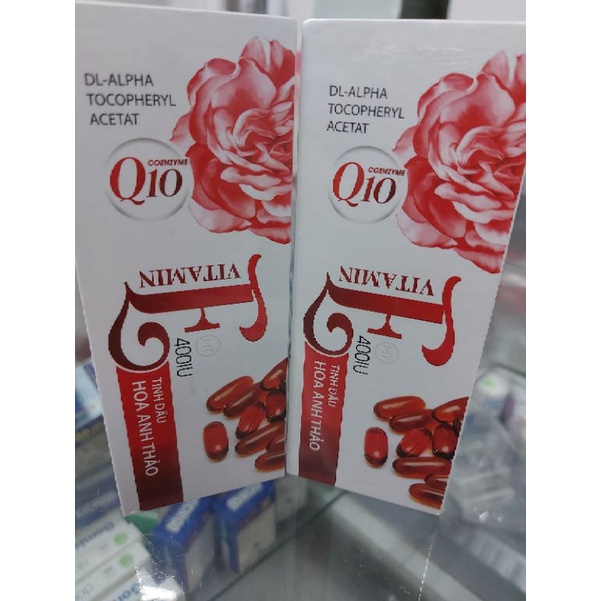 DL-ALPHA
TOCOPHERYL
ACETAT
COENZYME
Q10
VITAMIN
E
400IU
TINH DẦU
HOA ANH THẢO
DL-ALPHA
TOCOPHERYL
ACETAT
COENZYME
Q10
VITAMIN
E
400IU
TINH DẦU
HOA ANH THẢO